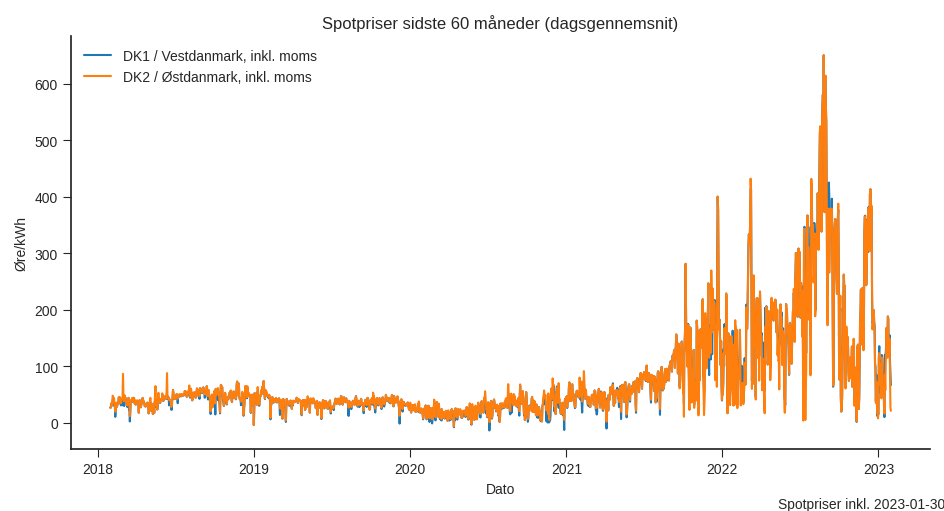 Spotpriser sidste 60 måneder (dagsgennemsnit)
DK1 / Vestdanmark, inkl. moms
DK2 / Østdanmark, inkl. moms
600
500
400
300
200
100
0
Øre/kWh
2018 2019 2020 2021 2022 2023
Dato
Spotpriser inkl. 2023-01-30